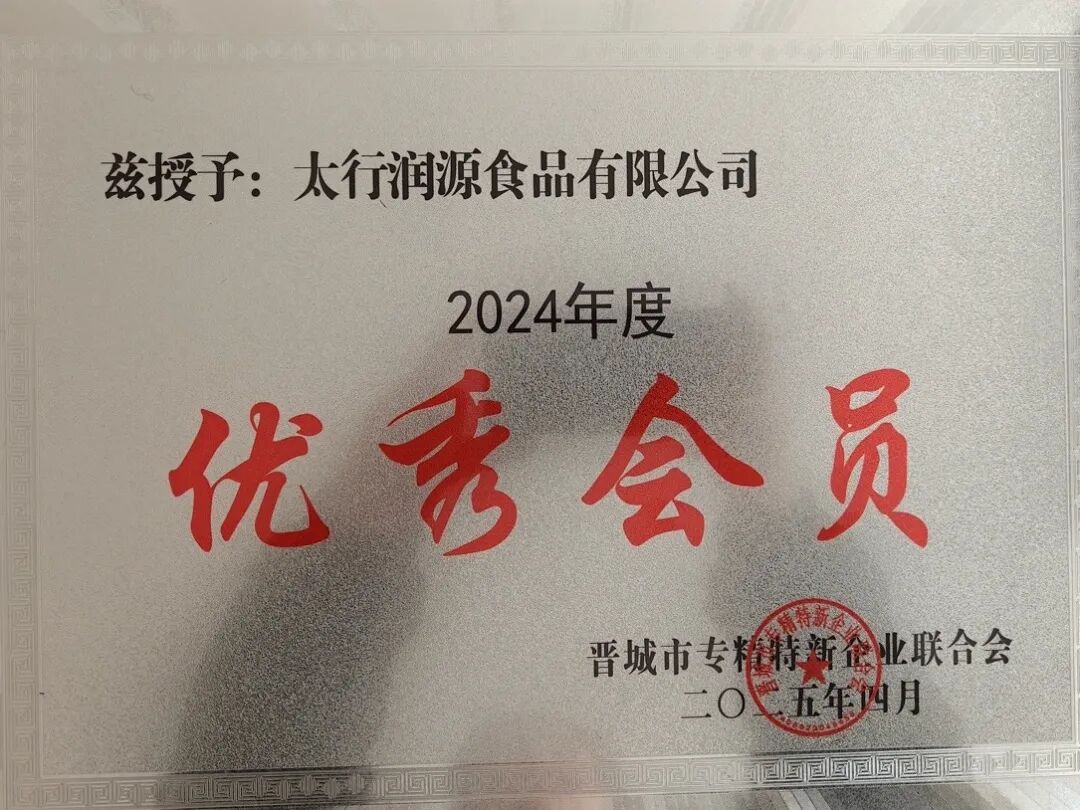 兹授予：太行润源食品有限公司
2024年度
优秀会员
晋城市专精特新企业联合会
二〇二五年四月